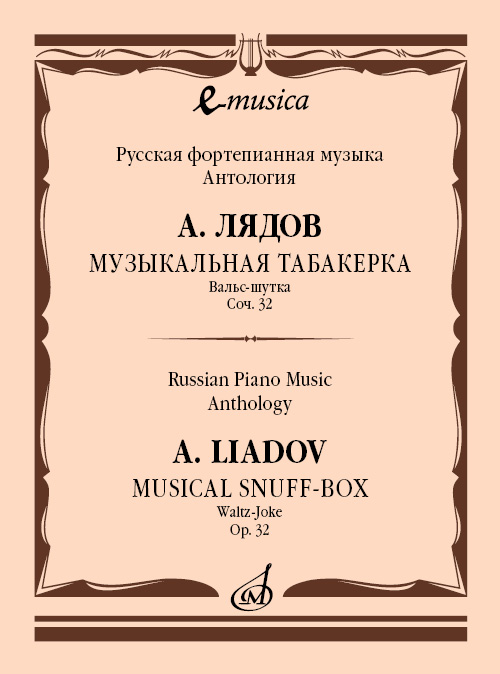 e-musica
Русская фортепианная музыка
Антология
А. ЛЯДОВ
МУЗЫКАЛЬНАЯ ТАБАКЕРКА
Вальс-шутка
Соч. 32
Russian Piano Music
Anthology
A. LIADOV
MUSICAL SNUFF-BOX
Waltz-Joke
Op. 32